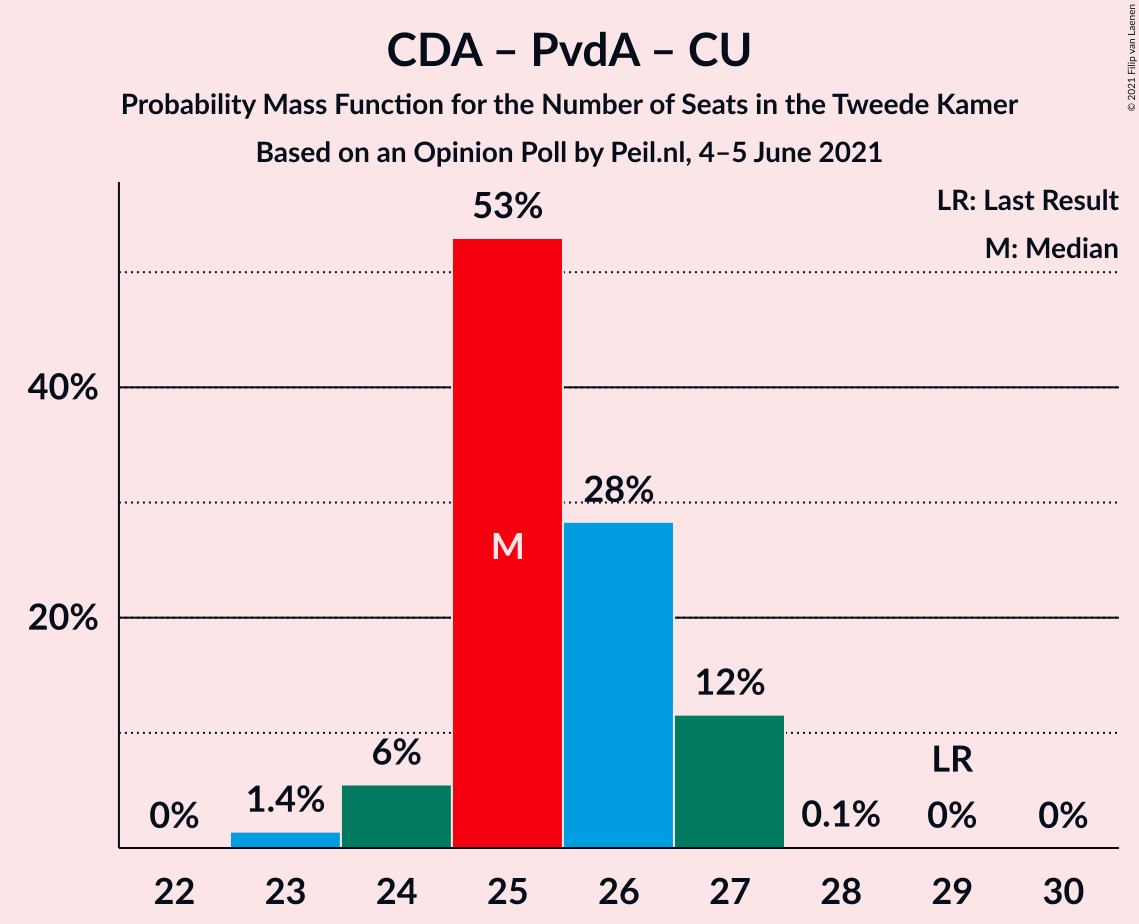 CDA – PvdA – CU
Probability Mass Function for the Number of Seats in the Tweede Kamer
Based on an Opinion Poll by Peil.nl, 4–5 June 2021
© 2021 Filip van Laenen
LR: Last Result
M: Median
40%
20%
0%
1.4%
6%
53%
M
28%
12%
0.1%
LR
0%
0%
22 23 24 25 26 27 28 29 30